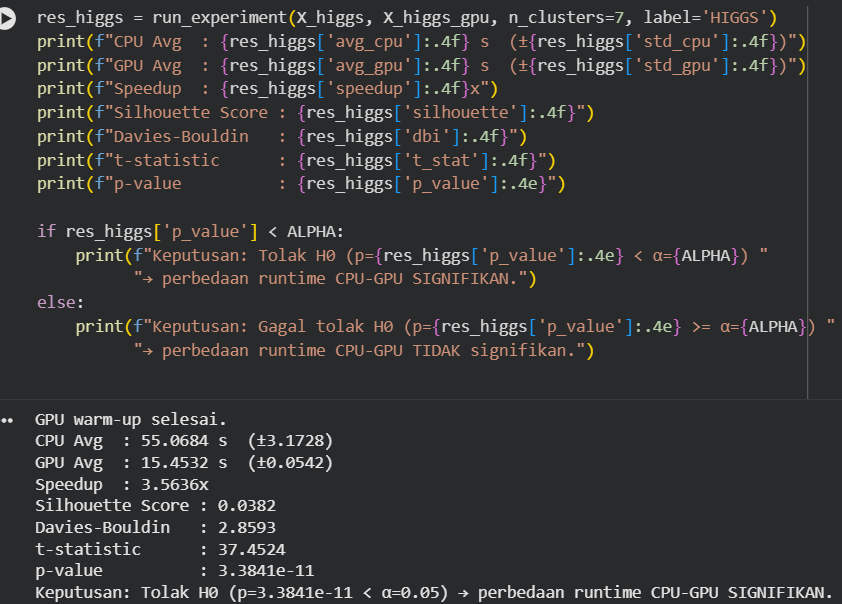 res_higgs = run_experiment(X_higgs, X_higgs_gpu, n_clusters=7, label='HIGGS')
print(f"CPU Avg  : {res_higgs['avg_cpu']:.4f} s  (±{res_higgs['std_cpu']:.4f})")
print(f"GPU Avg  : {res_higgs['avg_gpu']:.4f} s  (±{res_higgs['std_gpu']:.4f})")
print(f"Speedup  : {res_higgs['speedup']:.4f}x")
print(f"Silhouette Score : {res_higgs['silhouette']:.4f}")
print(f"Davies-Bouldin   : {res_higgs['dbi']:.4f}")
print(f"t-statistic      : {res_higgs['t_stat']:.4f}")
print(f"p-value          : {res_higgs['p_value']:.4e}")
if res_higgs['p_value'] < ALPHA:
    print(f"Keputusan: Tolak H0 (p={res_higgs['p_value']:.4e} < α={ALPHA}) "
          "→ perbedaan runtime CPU-GPU SIGNIFIKAN.")
else:
    print(f"Keputusan: Gagal tolak H0 (p={res_higgs['p_value']:.4e} >= α={ALPHA}) "
          "→ perbedaan runtime CPU-GPU TIDAK signifikan.")
GPU warm-up selesai.
CPU Avg  : 55.0684 s  (±3.1728)
GPU Avg  : 15.4532 s  (±0.0542)
Speedup  : 3.5636x
Silhouette Score : 0.0382
Davies-Bouldin   : 2.8593
t-statistic      : 37.4524
p-value          : 3.3841e-11
Keputusan: Tolak H0 (p=3.3841e-11 < α=0.05) → perbedaan runtime CPU-GPU SIGNIFIKAN.